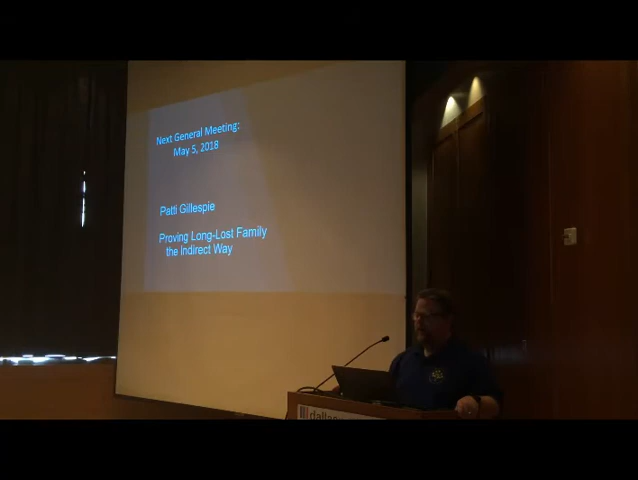 Next General Meeting:
May 5, 2018
Patti Gillespie
Proving Long-Lost Family
the Indirect Way